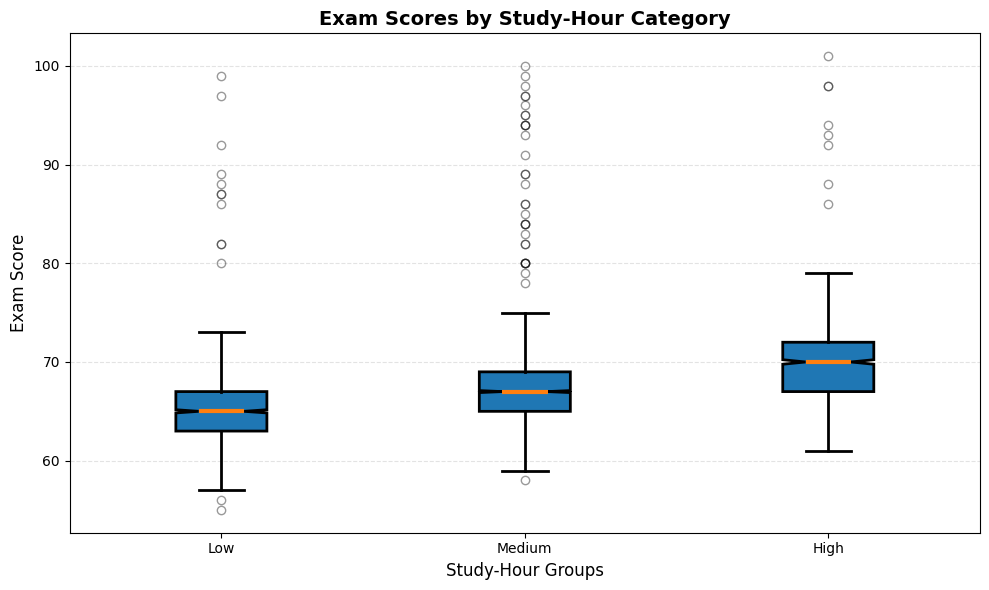 Exam Scores by Study-Hour Category
Exam Score
100
90
80
70
60
Low Medium High
Study-Hour Groups